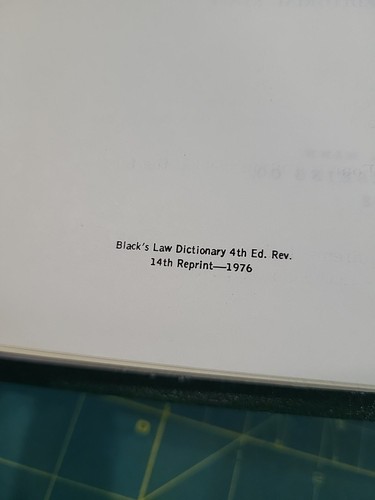 Black's Law Dictionary 4th Ed. Rev.
14th Reprint—1976